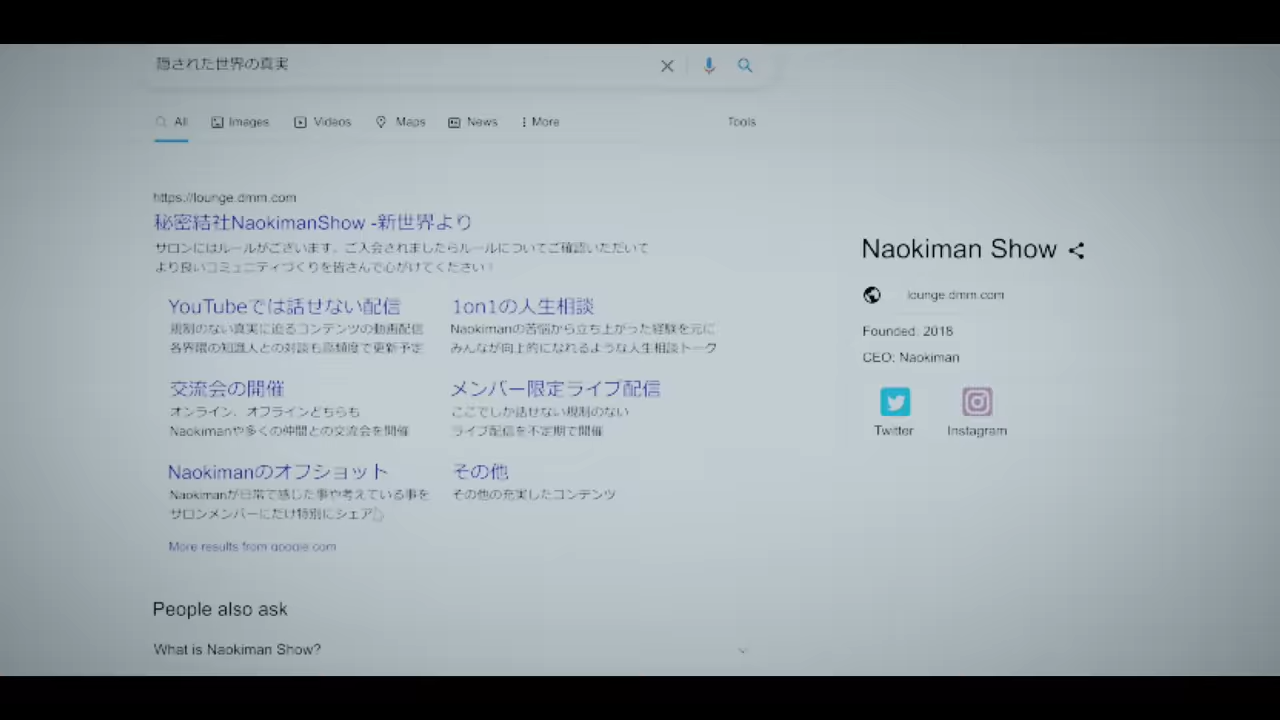 隠された世界の真実
All Images Videos Maps News More Tools
https://lounge.dmm.com
秘密結社NaokimanShow -新世界より
サロンにはルールがございます。ご入会されましたらルールについてご確認いただいて
より良いコミュニティづくりを皆さんで心がけてください！
YouTubeでは話せない配信
規制のない真実に迫るコンテンツの動画配信
各界隈の知識人との対談も高頻度で更新予定
1on1の人生相談
Naokimanの苦悩から立ち上がった経験を元に
みんなが向上的になれるような人生相談トーク
交流会の開催
オンライン、オフラインどちらも
Naokimanや多くの仲間との交流会を開催
メンバー限定ライブ配信
ここでしか話せない規制のない
ライブ配信を不定期で開催
Naokimanのオフショット
Naokimanが日常で感じた事や考えている事を
サロンメンバーにだけ特別にシェア
その他
その他の充実したコンテンツ
More results from google.com
People also ask
What is Naokiman Show?
Naokiman Show
lounge.dmm.com
Founded: 2018
CEO: Naokiman
Twitter Instagram